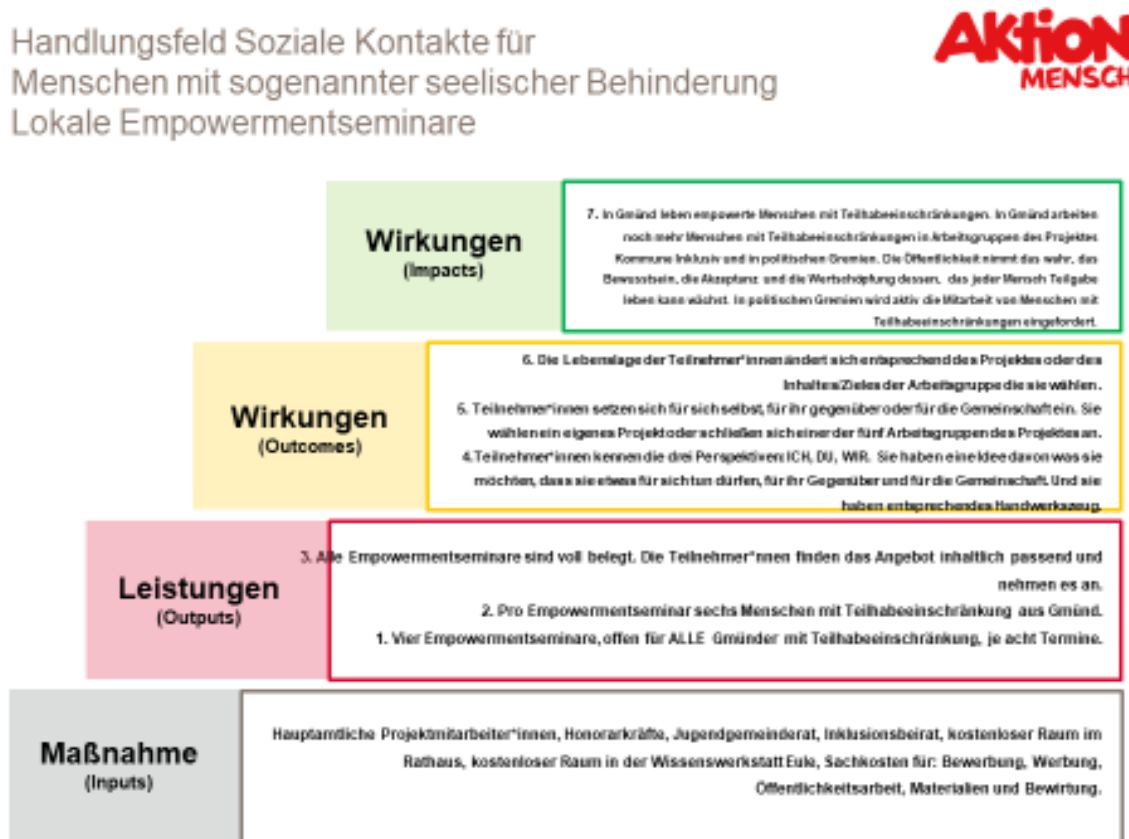 Handlungsfeld Soziale Kontakte für
Menschen mit sogenannter seelischer Behinderung
Lokale Empowermentseminare
AKTION
MENSCH
Wirkungen
(Impacts)
7. In Gmünd leben empowerte Menschen mit Teilhabeeinschränkungen. In Gmünd arbeiten
noch mehr Menschen mit Teilhabeeinschränkungen in Arbeitsgruppen des Projektes
Kommune Inklusiv und in politischen Gremien. Die Öffentlichkeit nimmt das wahr, das
Bewusstsein, die Akzeptanz und die Wertschöpfung dessen, das jeder Mensch Teilgabe
leben kann wächst. In politischen Gremien wird aktiv die Mitarbeit von Menschen mit
Teilhabeeinschränkungen eingefordert.
Wirkungen
(Outcomes)
6. Die Lebenslage der Teilnehmer*innen ändert sich entsprechend des Projektes oder des
Inhaltes/Zieles der Arbeitsgruppe die sie wählen.
5. Teilnehmer*innen setzen sich für sich selbst, für ihr gegenüber oder für die Gemeinschaft ein. Sie
wählen ein eigenes Projekt oder schließen sich einer der fünf Arbeitsgruppen des Projektes an.
4. Teilnehmer*innen kennen die drei Perspektiven: ICH, DU, WIR. Sie haben eine Idee davon was sie
möchten, dass sie etwas für sich tun dürfen, für ihr Gegenüber und für die Gemeinschaft. Und sie
haben entsprechendes Handwerkszeug.
Leistungen
(Outputs)
3. Alle Empowermentseminare sind voll belegt. Die Teilnehmer*nnen finden das Angebot inhaltlich passend und
nehmen es an.
2. Pro Empowermentseminar sechs Menschen mit Teilhabeeinschränkung aus Gmünd.
1. Vier Empowermentseminare, offen für ALLE Gmünder mit Teilhabeeinschränkung, je acht Termine.
Maßnahme
(Inputs)
Hauptamtliche Projektmitarbeiter*innen, Honorarkräfte, Jugendgemeinderat, Inklusionsbeirat, kostenloser Raum im
Rathaus, kostenloser Raum in der Wissenswerkstatt Eule, Sachkosten für: Bewerbung, Werbung,
Öffentlichkeitsarbeit, Materialien und Bewirtung.